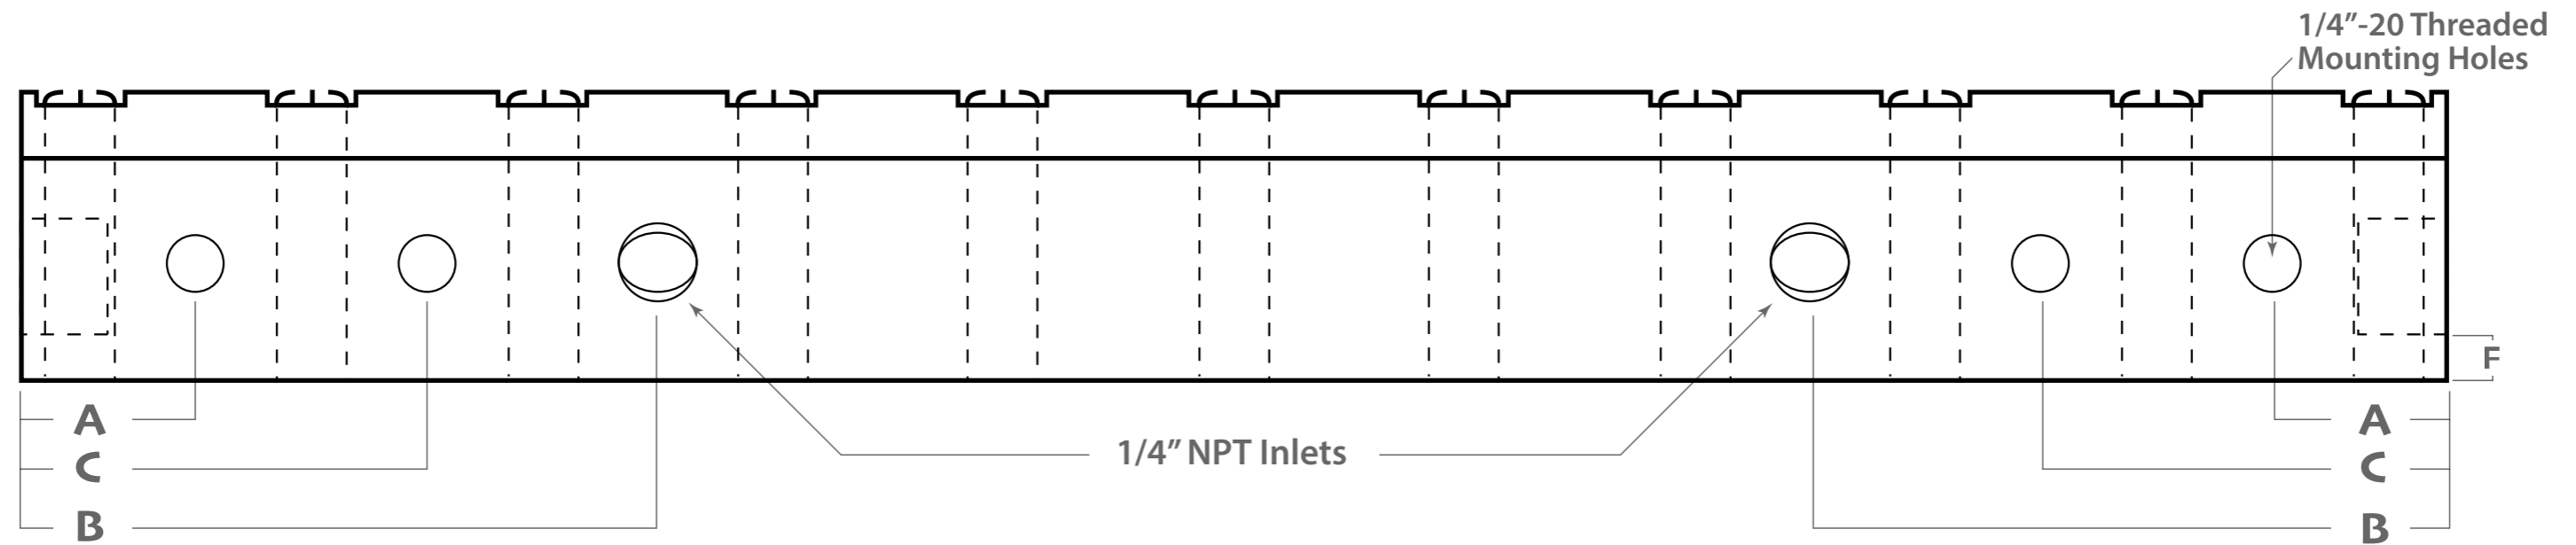 1/4”-20 Threaded
Mounting Holes
F
A
A
1/4” NPT Inlets
C
C
B
B